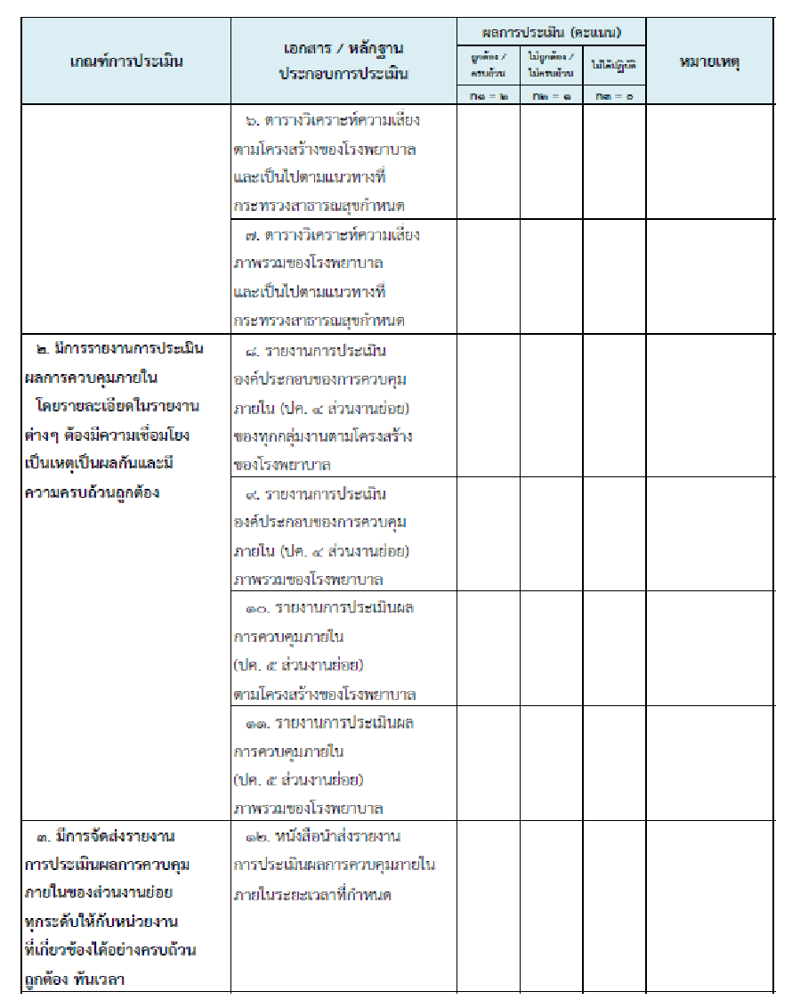 เกณฑ์การประเมิน
เอกสาร / หลักฐาน
ประกอบการประเมิน
ผลการประเมิน (คะแนน)
ถูกต้อง /
ครบถ้วน
ไม่ถูกต้อง /
ไม่ครบถ้วน
ไม่ได้ปฏิบัติ
ก๑ = ๒
ก๒ = ๑
ก๓ = ๐
หมายเหตุ
๖. ตารางวิเคราะห์ความเสี่ยง
ตามโครงสร้างของโรงพยาบาล
และเป็นไปตามแนวทางที่
กระทรวงสาธารณสุขกำหนด
๗. ตารางวิเคราะห์ความเสี่ยง
ภาพรวมของโรงพยาบาล
และเป็นไปตามแนวทางที่
กระทรวงสาธารณสุขกำหนด
๒. มีการรายงานการประเมิน
ผลการควบคุมภายใน
โดยรายละเอียดในรายงาน
ต่างๆ ต้องมีความเชื่อมโยง
เป็นเหตุเป็นผลกันและมี
ความครบถ้วนถูกต้อง
๘. รายงานการประเมิน
องค์ประกอบของการควบคุม
ภายใน (ปค. ๔ ส่วนงานย่อย)
ของทุกกลุ่มงานตามโครงสร้าง
ของโรงพยาบาล
๙. รายงานการประเมิน
องค์ประกอบของการควบคุม
ภายใน (ปค. ๔ ส่วนงานย่อย)
ภาพรวมของโรงพยาบาล
๑๐. รายงานการประเมินผล
การควบคุมภายใน
(ปค. ๕ ส่วนงานย่อย)
ตามโครงสร้างของโรงพยาบาล
๑๑. รายงานการประเมินผล
การควบคุมภายใน
(ปค. ๕ ส่วนงานย่อย)
ภาพรวมของโรงพยาบาล
๓. มีการจัดส่งรายงาน
การประเมินผลการควบคุม
ภายในของส่วนงานย่อย
ทุกระดับให้กับหน่วยงาน
ที่เกี่ยวข้องได้อย่างครบถ้วน
ถูกต้อง ทันเวลา
๑๒. หนังสือนำส่งรายงาน
การประเมินผลการควบคุมภายใน
ภายในระยะเวลาที่กำหนด